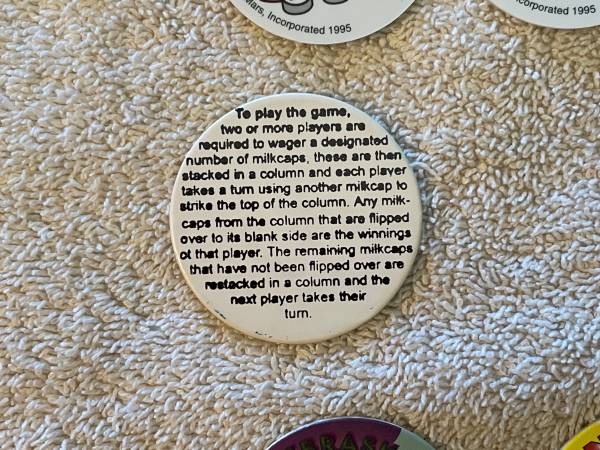 Mars, Incorporated 1995
corporated 1995
To play the game,
two or more players are
required to wager a designated
number of milkcaps, these are then
stacked in a column and each player
takes a turn using another milkcap to
strike the top of the column. Any milk-
caps from the column that are flipped
over to its blank side are the winnings
of that player. The remaining milkcaps
that have not been flipped over are
restacked in a column and the
next player takes their
turn.